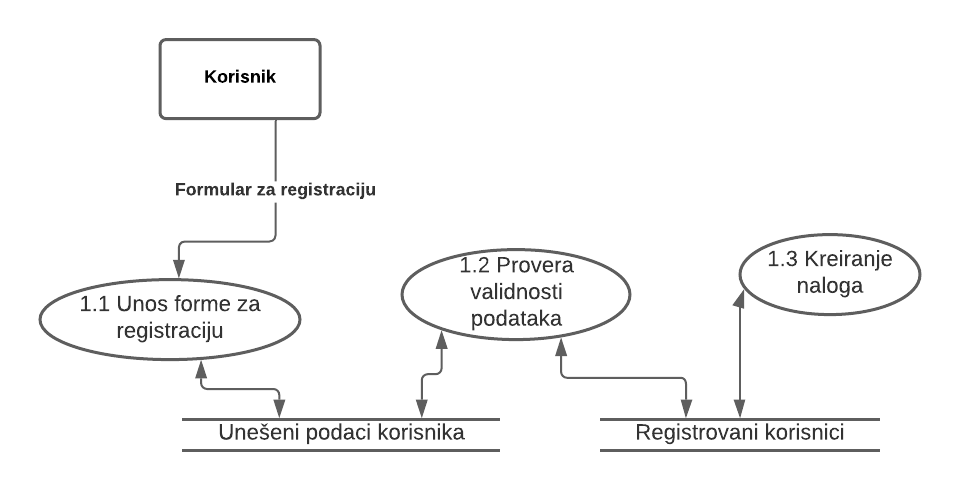 Korisnik
Formular za registraciju
1.1 Unos forme za
registraciju
1.2 Provera
validnosti
podataka
1.3 Kreiranje
naloga
Unešeni podaci korisnika
Registrovani korisnici